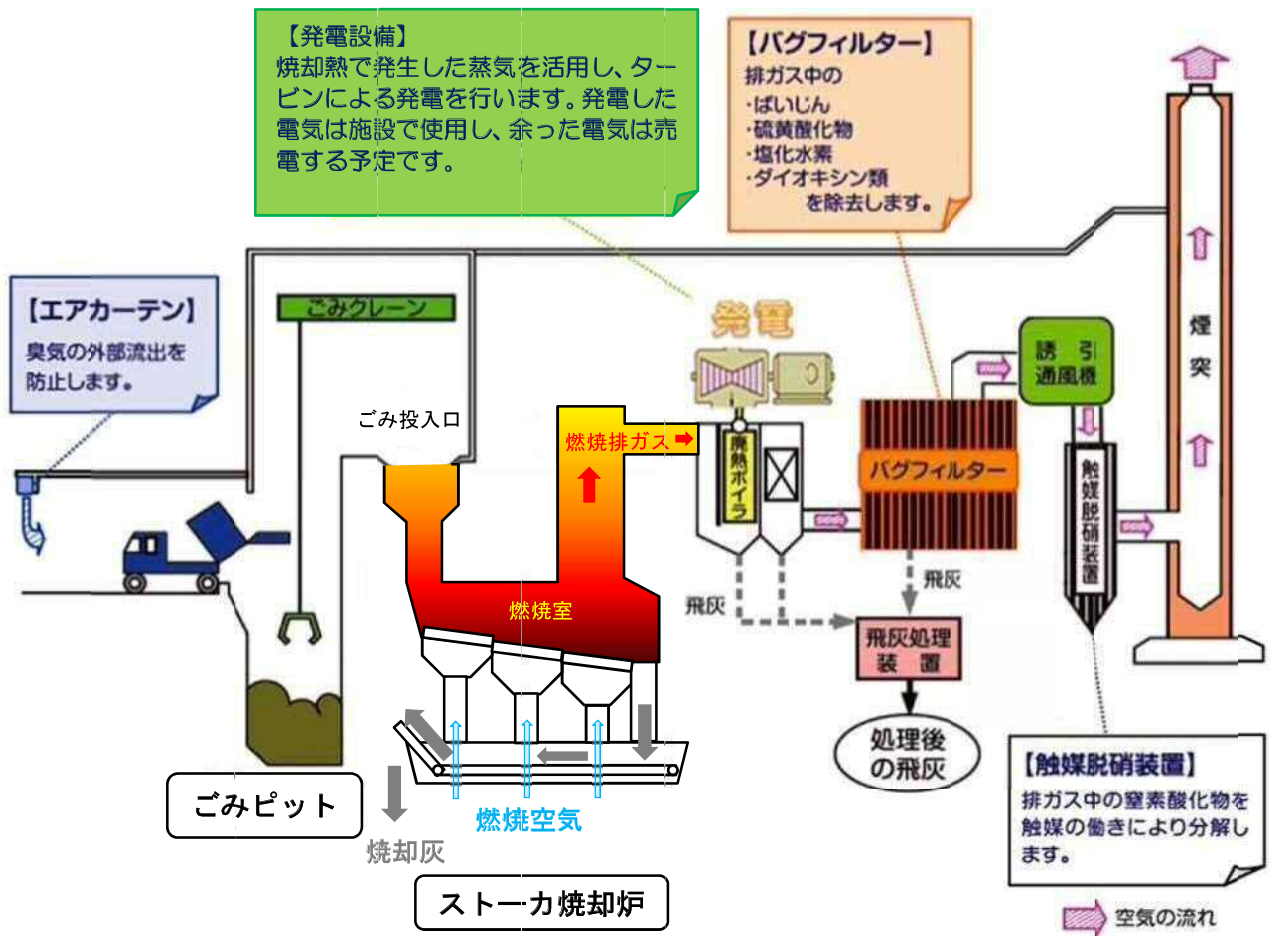 【発電設備】
焼却熱で発生した蒸気を活用し、ター
ビンによる発電を行います。発電した
電気は施設で使用し、余った電気は売
電する予定です。
【バグフィルター】
排ガス中の
・ばいじん
・硫黄酸化物
・塩化水素
・ダイオキシン類
を除去します。
【エアカーテン】
臭気の外部流出を
防止します。
ごみクレーン
発電
誘引
通風機
煙突
ごみ投入口
燃焼排ガス
廃熱ボイラ
バグフィルター
触媒脱硝装置
燃焼室
飛灰
飛灰
飛灰処理
装置
処理後
の飛灰
【触媒脱硝装置】
排ガス中の窒素酸化物を
触媒の働きにより分解し
ます。
ごみピット
燃焼空気
焼却灰
ストーカ焼却炉
空気の流れ